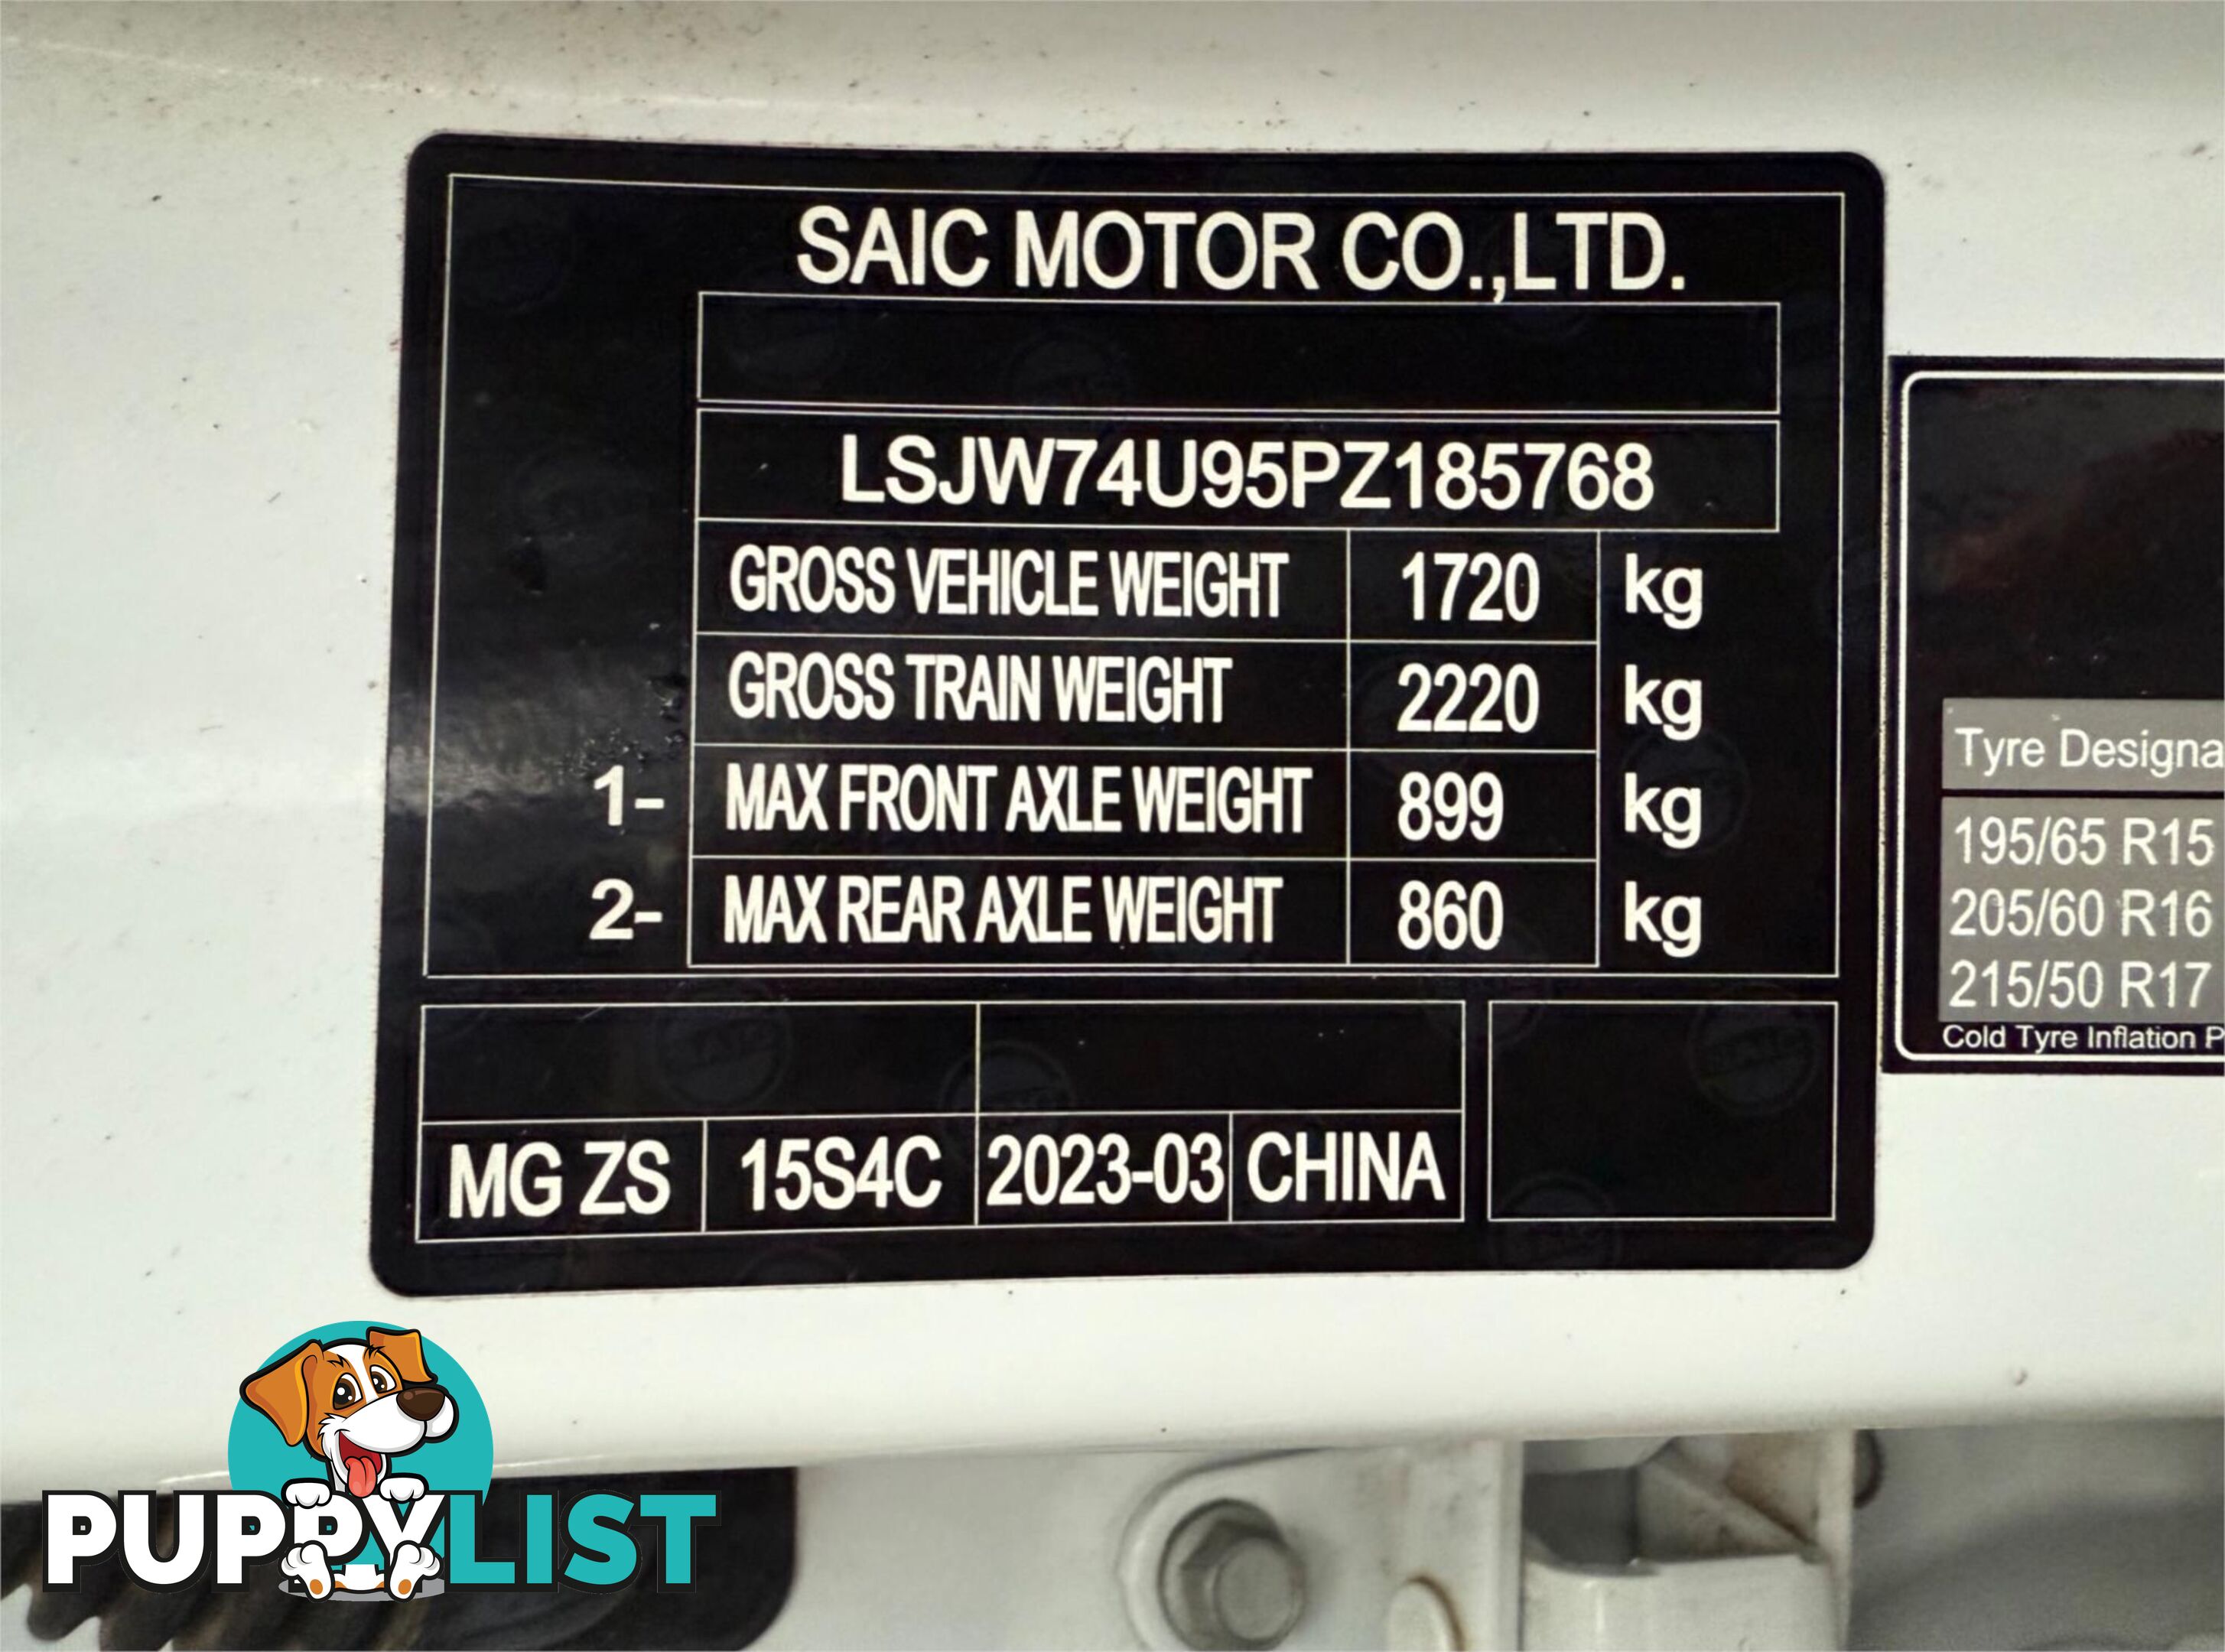 SAIC MOTOR CO.,LTD.
LSJW74U95PZ185768
GROSS VEHICLE WEIGHT 1720 kg
GROSS TRAIN WEIGHT 2220 kg
1- MAX FRONT AXLE WEIGHT 899 kg
2- MAX REAR AXLE WEIGHT 860 kg
MG ZS 15S4C 2023-03 CHINA
Tyre Designa
195/65 R15
205/60 R16
215/50 R17
Cold Tyre Inflation P
PUPPYLIST